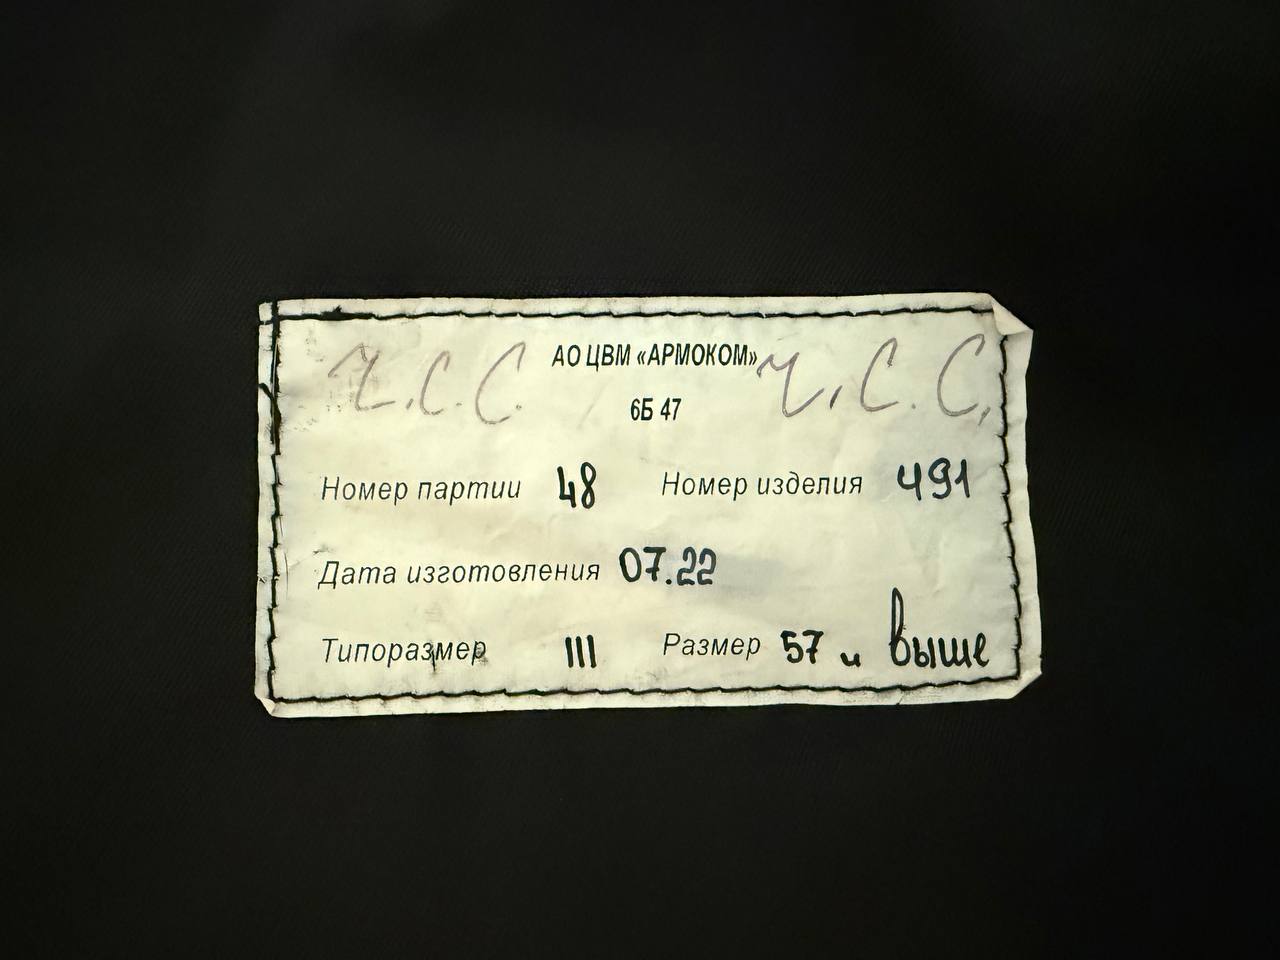 АО ЦВМ «АРМОКОМ»
6Б 47
Номер партии 48 Номер изделия 491
Дата изготовления 07.22
Типоразмер III Размер 57 и выше